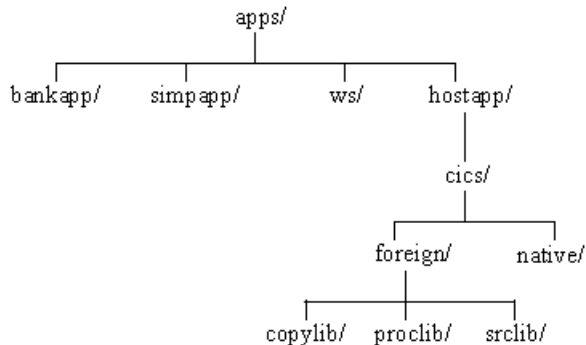 apps/
bankapp/ simpapp/ ws/ hostapp/
cics/
foreign/ native/
copylib/ proclib/ srclib/